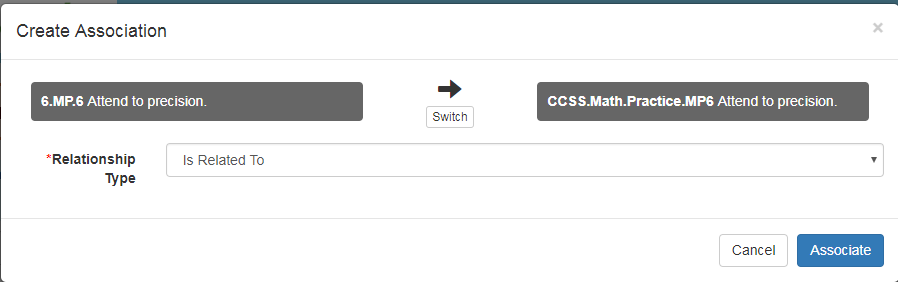 Create Association
×
6.MP.6 Attend to precision.
Switch
CCSS.Math.Practice.MP6 Attend to precision.
*Relationship
Type
Is Related To
Cancel
Associate